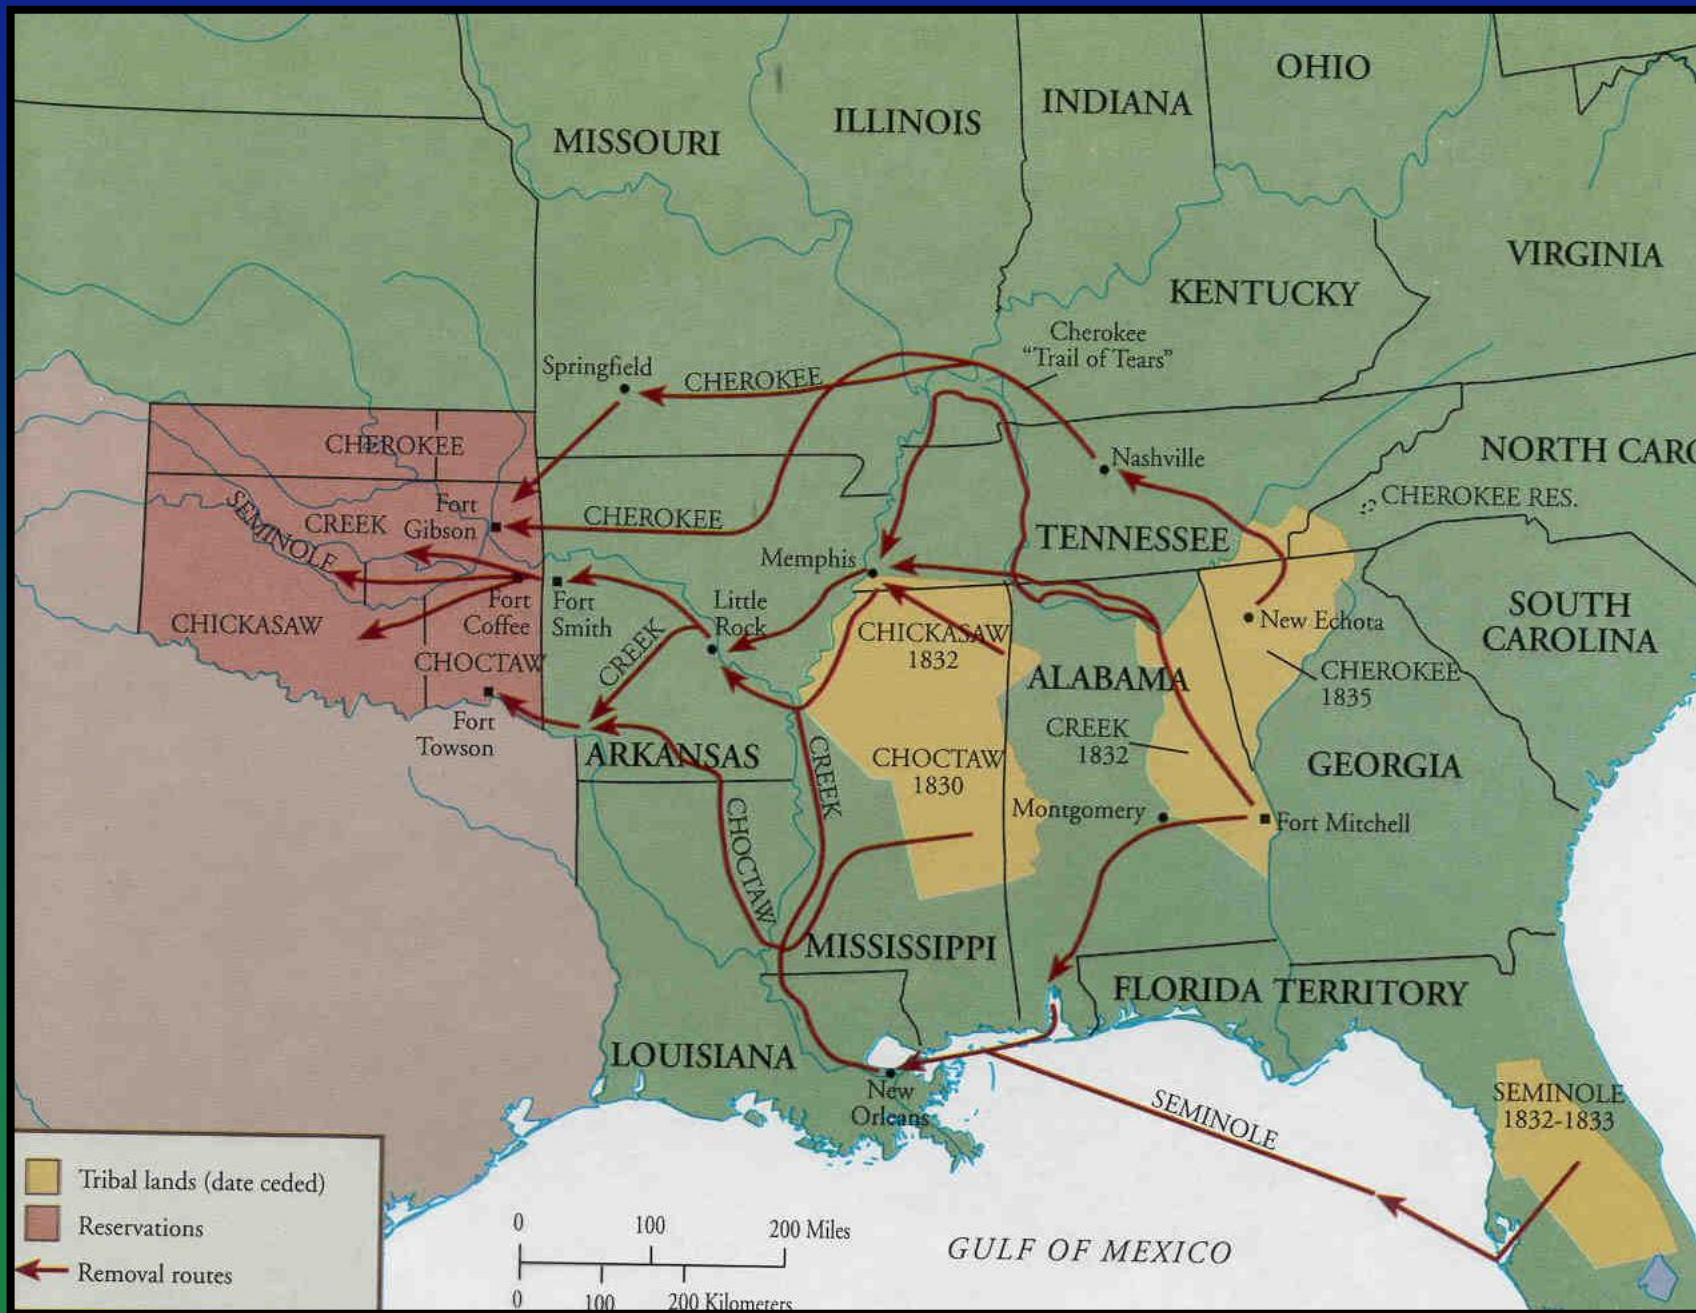 OHIO
INDIANA
ILLINOIS
MISSOURI
VIRGINIA
KENTUCKY
Cherokee
"Trail of Tears"
Springfield
CHEROKEE
CHEROKEE
Nashville
NORTH CARO
CHEROKEE RES.
Fort
Gibson
CREEK
SEMINOLE
CHEROKEE
TENNESSEE
Memphis
Fort
Coffee
Fort
Smith
Little
Rock
New Echota
SOUTH
CAROLINA
CHICKASAW
CHICKASAW
1832
CREEK
CHOCTAW
ALABAMA
CHEROKEE
1835
Fort
Towson
ARKANSAS
CREEK
CHOCTAW
1830
CREEK
1832
GEORGIA
Montgomery
Fort Mitchell
CHOCTAW
MISSISSIPPI
FLORIDA TERRITORY
LOUISIANA
New
Orleans
SEMINOLE
SEMINOLE
1832-1833
Tribal lands (date ceded)
Reservations
Removal routes
0 100 200 Miles
0 100 200 Kilometers
GULF OF MEXICO